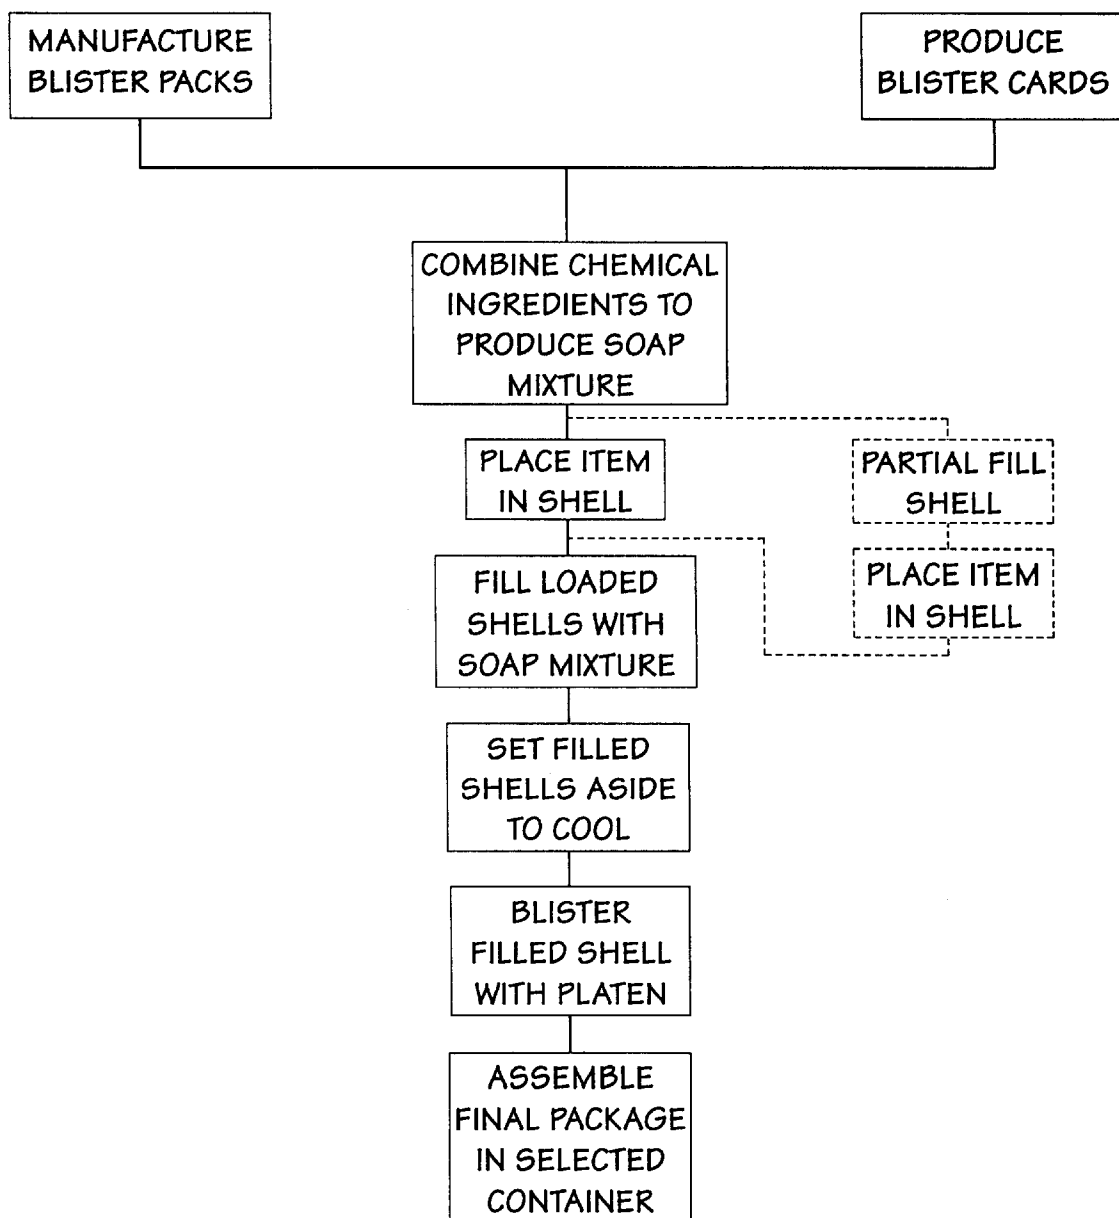 MANUFACTURE
BLISTER PACKS
PRODUCE
BLISTER CARDS
COMBINE CHEMICAL
INGREDIENTS TO
PRODUCE SOAP
MIXTURE
PLACE ITEM
IN SHELL
PARTIAL FILL
SHELL
PLACE ITEM
IN SHELL
FILL LOADED
SHELLS WITH
SOAP MIXTURE
SET FILLED
SHELLS ASIDE
TO COOL
BLISTER
FILLED SHELL
WITH PLATEN
ASSEMBLE
FINAL PACKAGE
IN SELECTED
CONTAINER